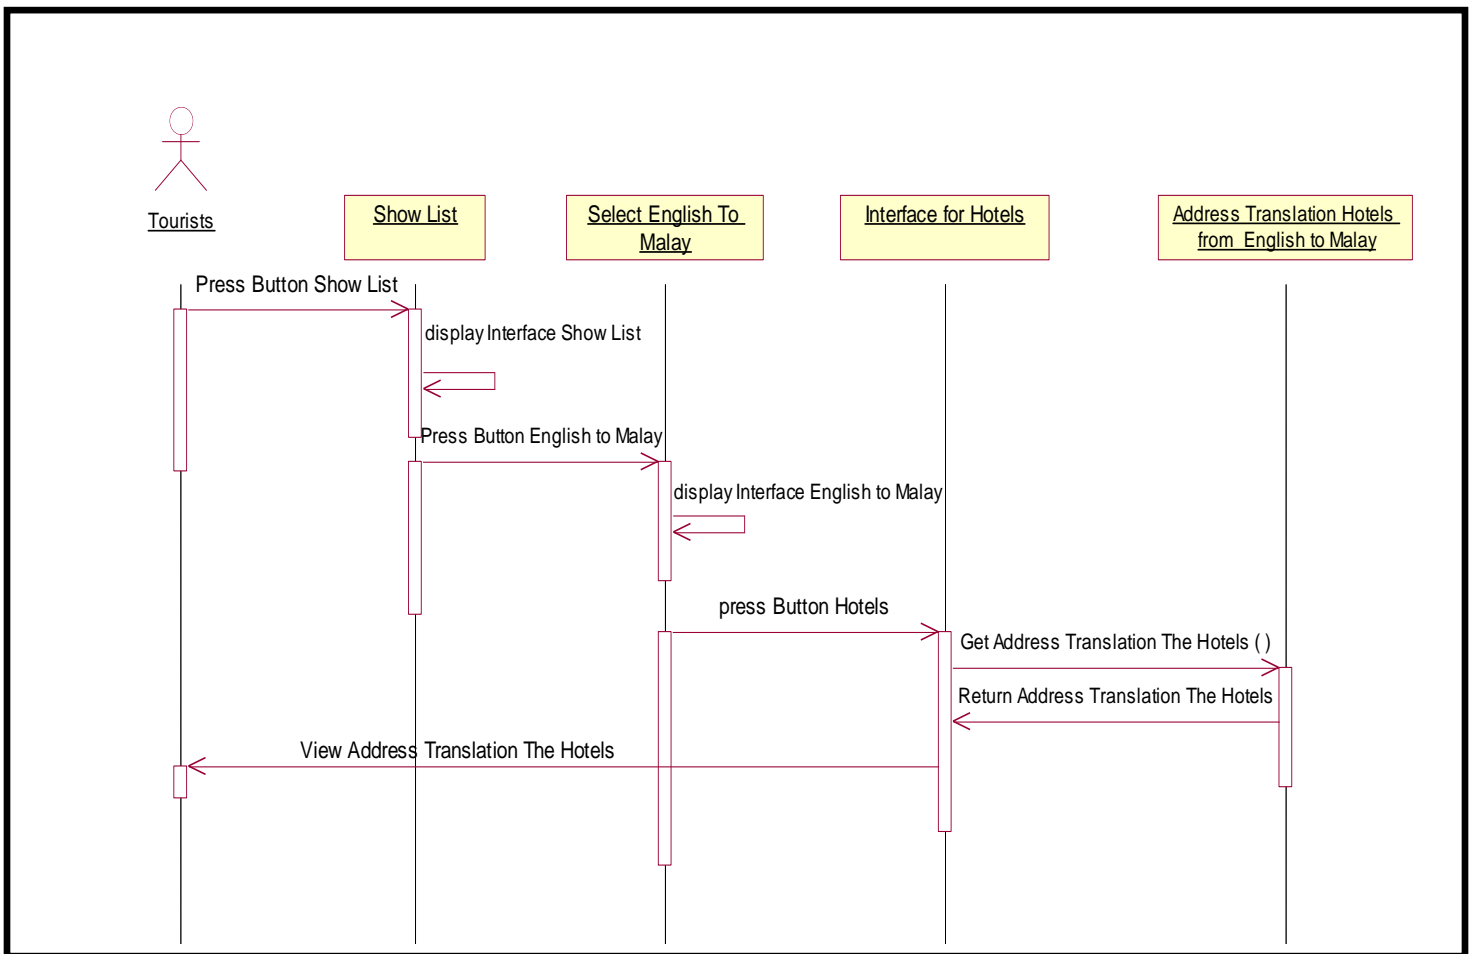 Tourists
Show List
Select English To
Malay
Interface for Hotels
Address Translation Hotels
from English to Malay
Press Button Show List
display Interface Show List
Press Button English to Malay
display Interface English to Malay
press Button Hotels
Get Address Translation The Hotels ( )
Return Address Translation The Hotels
View Address Translation The Hotels